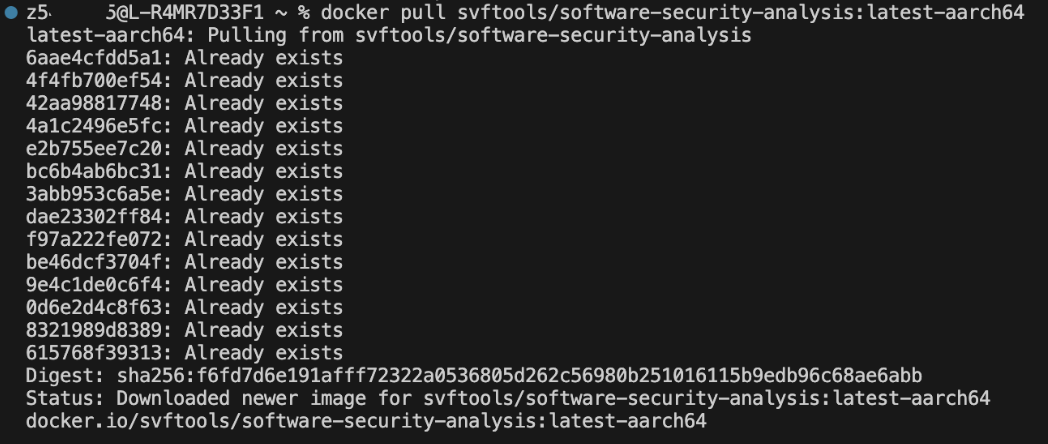 z5 5@L-R4MR7D33F1 ~ % docker pull svftools/software-security-analysis:latest-aarch64
latest-aarch64: Pulling from svftools/software-security-analysis
6aae4cfdd5a1: Already exists
4f4fb700ef54: Already exists
42aa98817748: Already exists
4a1c2496e5fc: Already exists
e2b755ee7c20: Already exists
bc6b4ab6bc31: Already exists
3abb953c6a5e: Already exists
dae23302ff84: Already exists
f97a222fe072: Already exists
be46dcf3704f: Already exists
9e4c1de0c6f4: Already exists
0d6e2d4c8f63: Already exists
8321989d8389: Already exists
615768f39313: Already exists
Digest: sha256:f6fd7d6e191afff72322a0536805d262c56980b251016115b9edb96c68ae6abb
Status: Downloaded newer image for svftools/software-security-analysis:latest-aarch64
docker.io/svftools/software-security-analysis:latest-aarch64